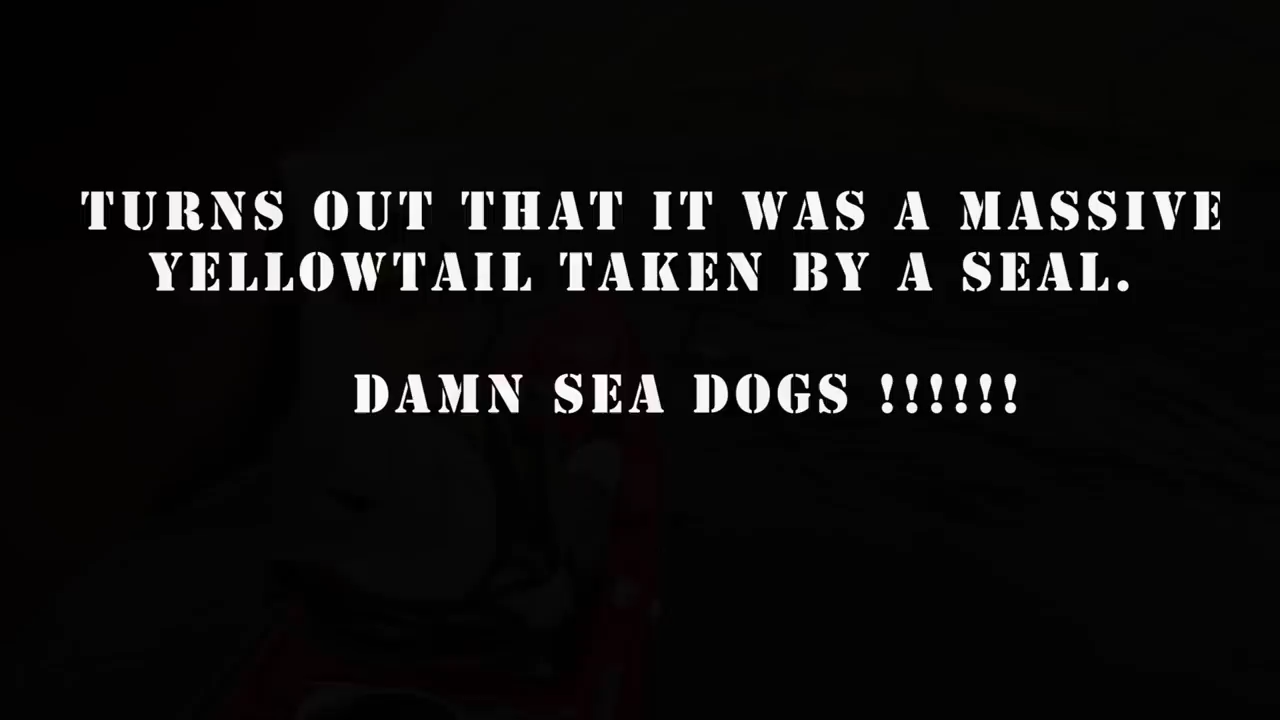 TURNS OUT THAT IT WAS A MASSIVE
YELLOWTAIL TAKEN BY A SEAL.
DAMN SEA DOGS !!!!!!